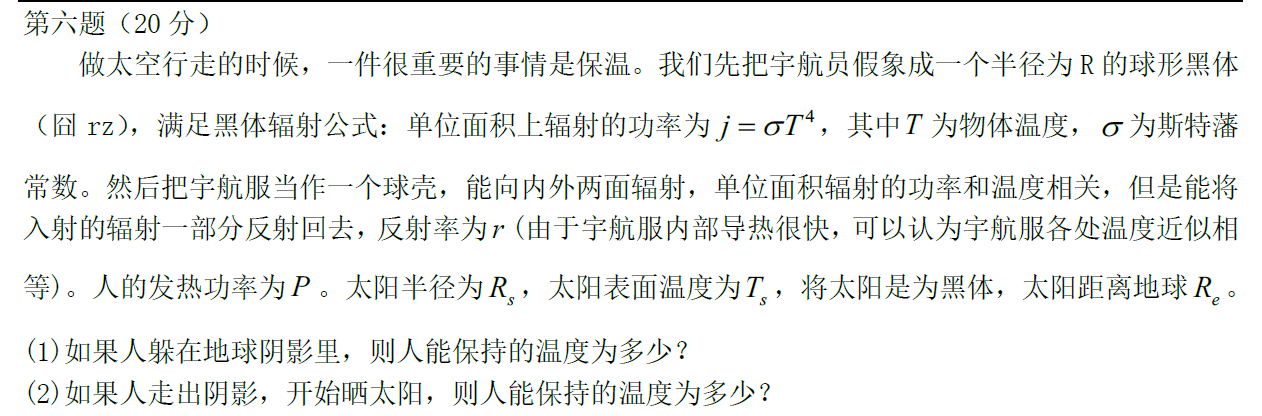 第六题（20 分）
做太空行走的时候，一件很重要的事情是保温。我们先把宇航员假象成一个半径为 R 的球形黑体
（囧 rz），满足黑体辐射公式：单位面积上辐射的功率为 j = σT⁴，其中 T 为物体温度，σ 为斯特藩
常数。然后把宇航服当作一个球壳，能向内外两面辐射，单位面积辐射的功率和温度相关，但是能将
入射的辐射一部分反射回去，反射率为 r (由于宇航服内部导热很快，可以认为宇航服各处温度近似相
等)。人的发热功率为 P 。太阳半径为 Rₛ，太阳表面温度为 Tₛ，将太阳是为黑体，太阳距离地球 Rₑ。
(1)如果人躲在地球阴影里，则人能保持的温度为多少？
(2)如果人走出阴影，开始晒太阳，则人能保持的温度为多少？